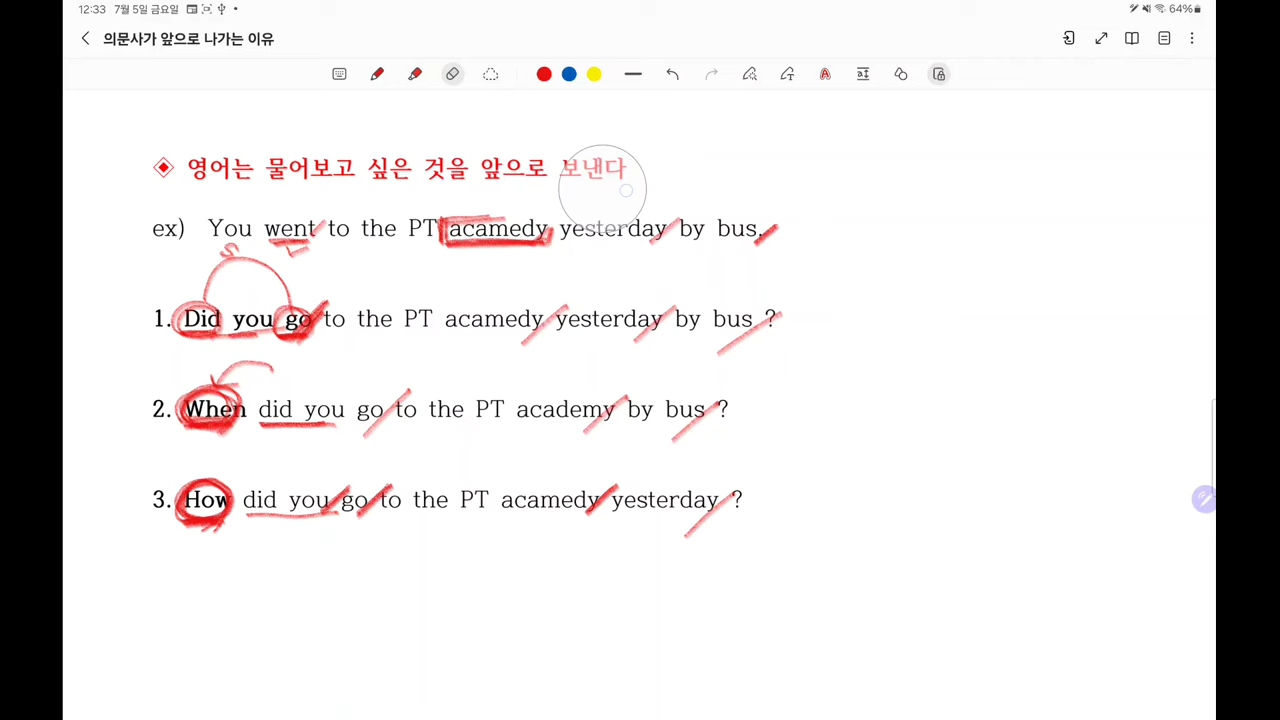 12:33 7월 5일 금요일 64%
의문사가 앞으로 나가는 이유
영어는 물어보고 싶은 것을 앞으로 보낸다
ex) You went to the PT acamedy yesterday by bus.
1. Did you go to the PT acamedy yesterday by bus ?
2. When did you go to the PT academy by bus ?
3. How did you go to the PT acamedy yesterday ?